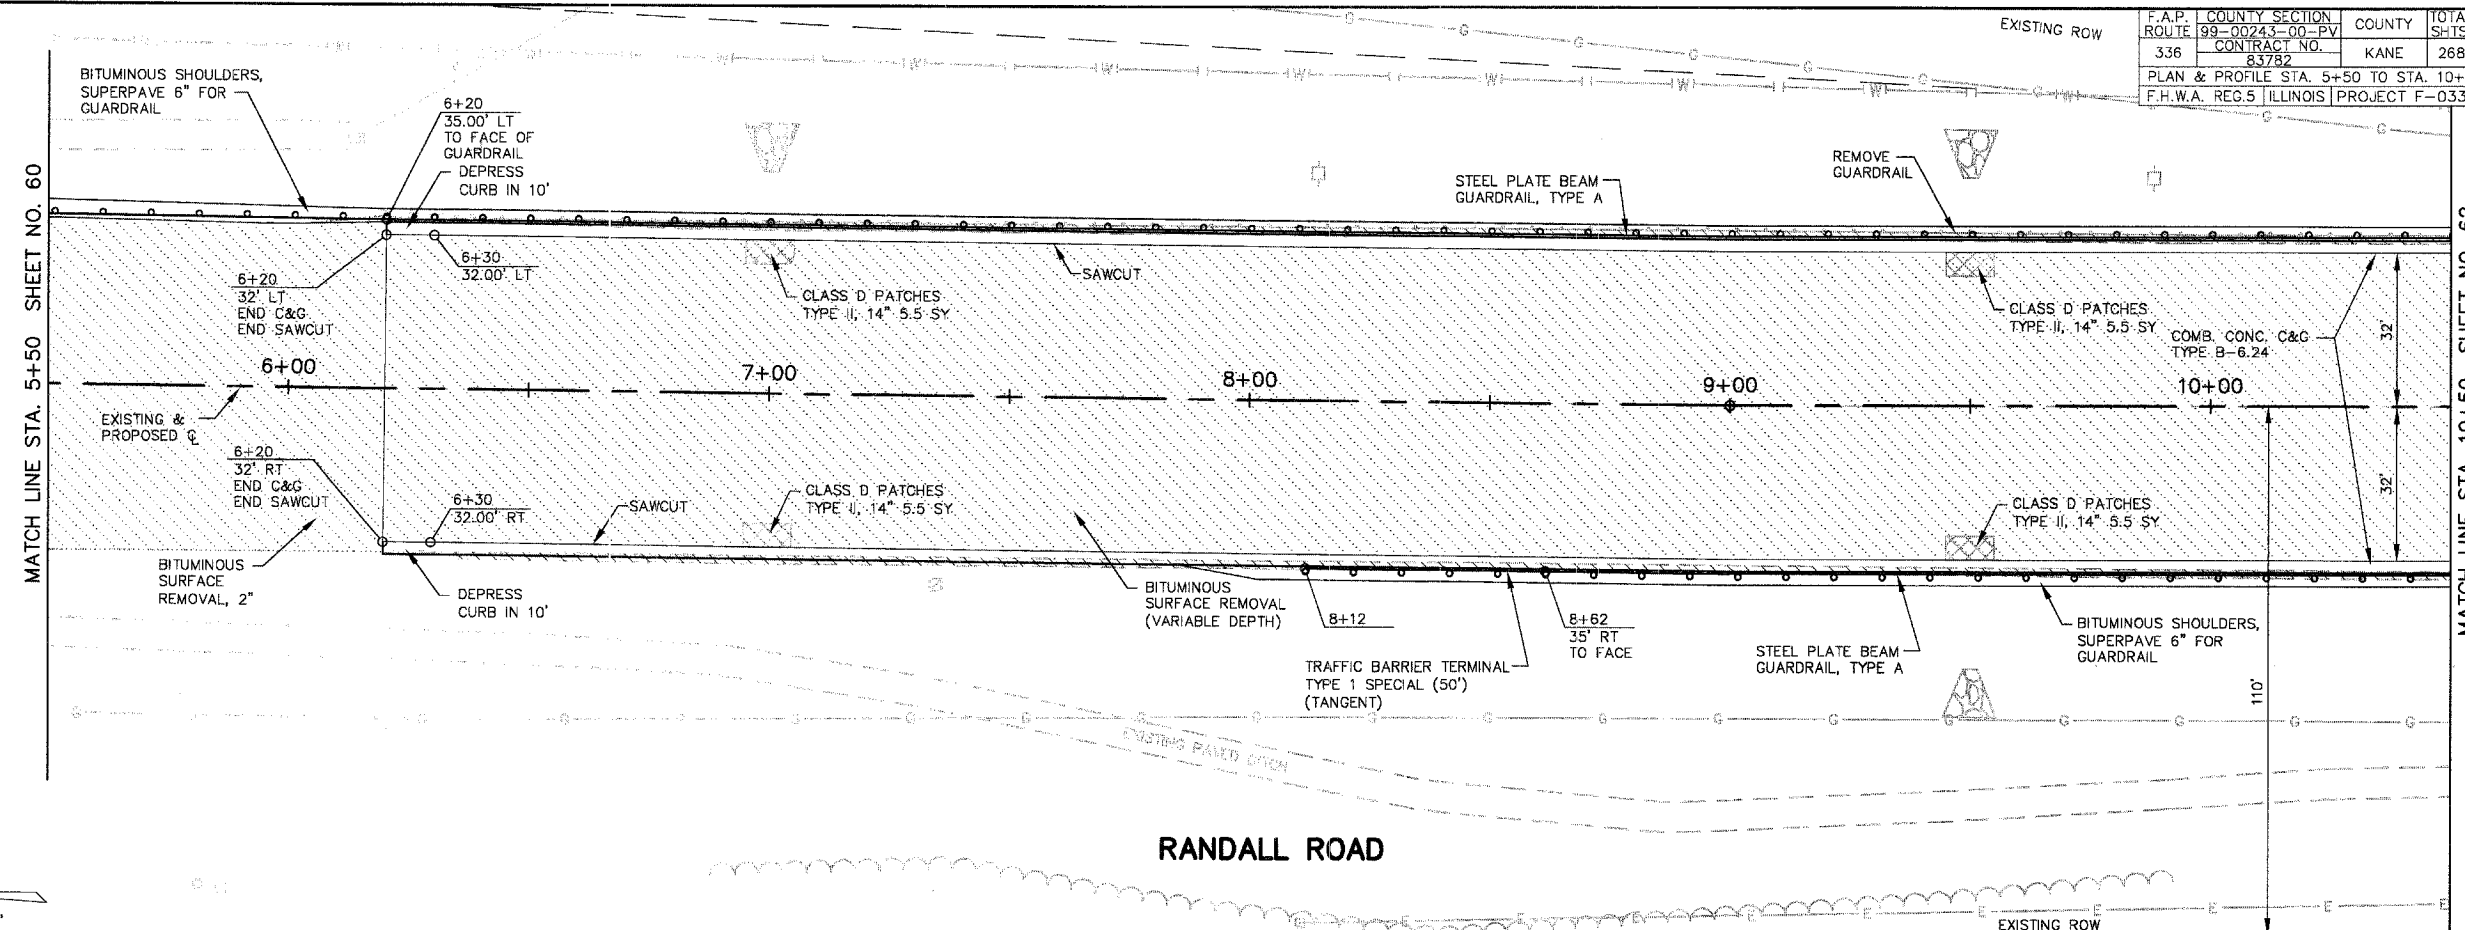 EXISTING ROW
F.A.P. ROUTE
COUNTY SECTION
99-00243-00-PV
COUNTY
336
CONTRACT NO.
83782
KANE
268
PLAN & PROFILE STA. 5+50 TO STA. 10+
F.H.W.A. REG.5 ILLINOIS PROJECT F-033
MATCH LINE STA. 5+50 SHEET NO. 60
BITUMINOUS SHOULDERS,
SUPERPAVE 6" FOR
GUARDRAIL
6+20
35.00' LT
TO FACE OF
GUARDRAIL
DEPRESS
CURB IN 10'
STEEL PLATE BEAM
GUARDRAIL, TYPE A
REMOVE
GUARDRAIL
6+20
32' LT
END C&G
END SAWCUT
6+30
32.00' LT
CLASS D PATCHES
TYPE II, 14" 5.5 SY
SAWCUT
CLASS D PATCHES
TYPE II, 14" 5.5 SY
COMB. CONC. C&G
TYPE B-6.24
32'
6+00
7+00
8+00
9+00
10+00
EXISTING &
PROPOSED ℄
6+20
32' RT
END C&G
END SAWCUT
6+30
32.00' RT
SAWCUT
CLASS D PATCHES
TYPE II, 14" 5.5 SY
CLASS D PATCHES
TYPE II, 14" 5.5 SY
32'
BITUMINOUS
SURFACE
REMOVAL, 2"
DEPRESS
CURB IN 10'
BITUMINOUS
SURFACE REMOVAL
(VARIABLE DEPTH)
8+12
8+62
35' RT
TO FACE
TRAFFIC BARRIER TERMINAL
TYPE 1 SPECIAL (50')
(TANGENT)
STEEL PLATE BEAM
GUARDRAIL, TYPE A
BITUMINOUS SHOULDERS,
SUPERPAVE 6" FOR
GUARDRAIL
110'
EXISTING PAVED DITCH
RANDALL ROAD
EXISTING ROW